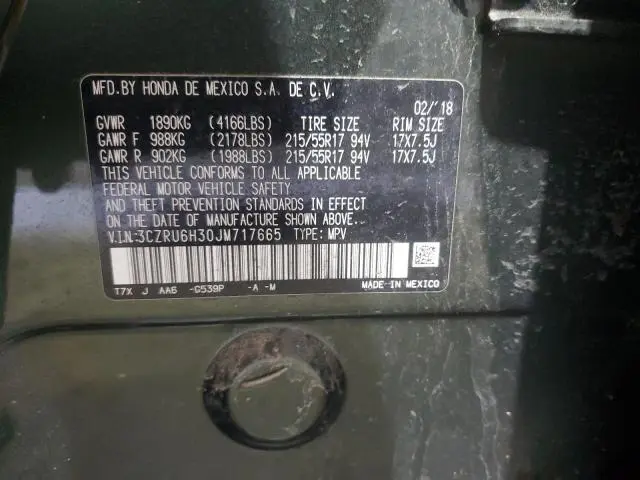 MFD.BY HONDA DE MEXICO S.A. DE C.V.
02/'18
GVWR 1890KG (4166LBS) TIRE SIZE RIM SIZE
GAWR F 988KG (2178LBS) 215/55R17 94V 17X7.5J
GAWR R 902KG (1988LBS) 215/55R17 94V 17X7.5J
THIS VEHICLE CONFORMS TO ALL APPLICABLE
FEDERAL MOTOR VEHICLE SAFETY
AND THEFT PREVENTION STANDARDS IN EFFECT
ON THE DATE OF MANUFACTURE SHOWN ABOVE.
V.I.N:3CZRU6H30JM717665 TYPE: MPV
T7X J AA6 -G539P -A -M MADE IN MEXICO